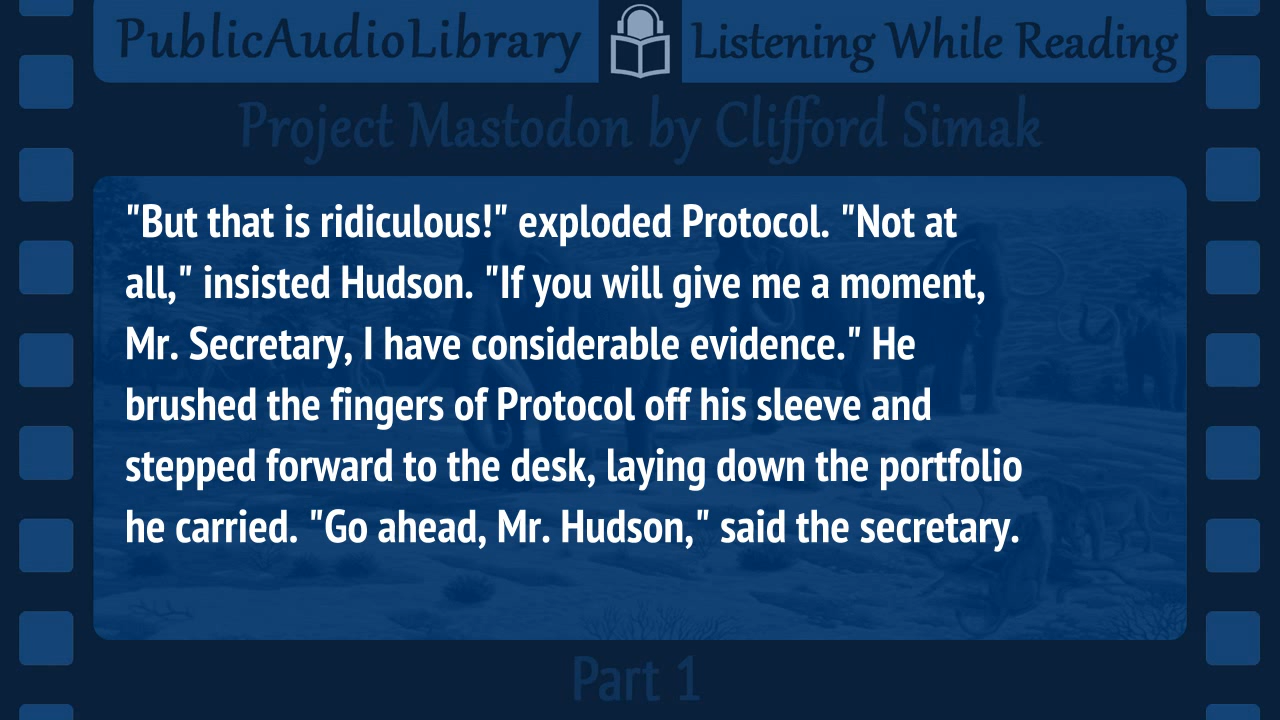 PublicAudioLibrary Listening While Reading
Project Mastodon by Clifford Simak
"But that is ridiculous!" exploded Protocol. "Not at
all," insisted Hudson. "If you will give me a moment,
Mr. Secretary, I have considerable evidence." He
brushed the fingers of Protocol off his sleeve and
stepped forward to the desk, laying down the portfolio
he carried. "Go ahead, Mr. Hudson," said the secretary.
Part 1